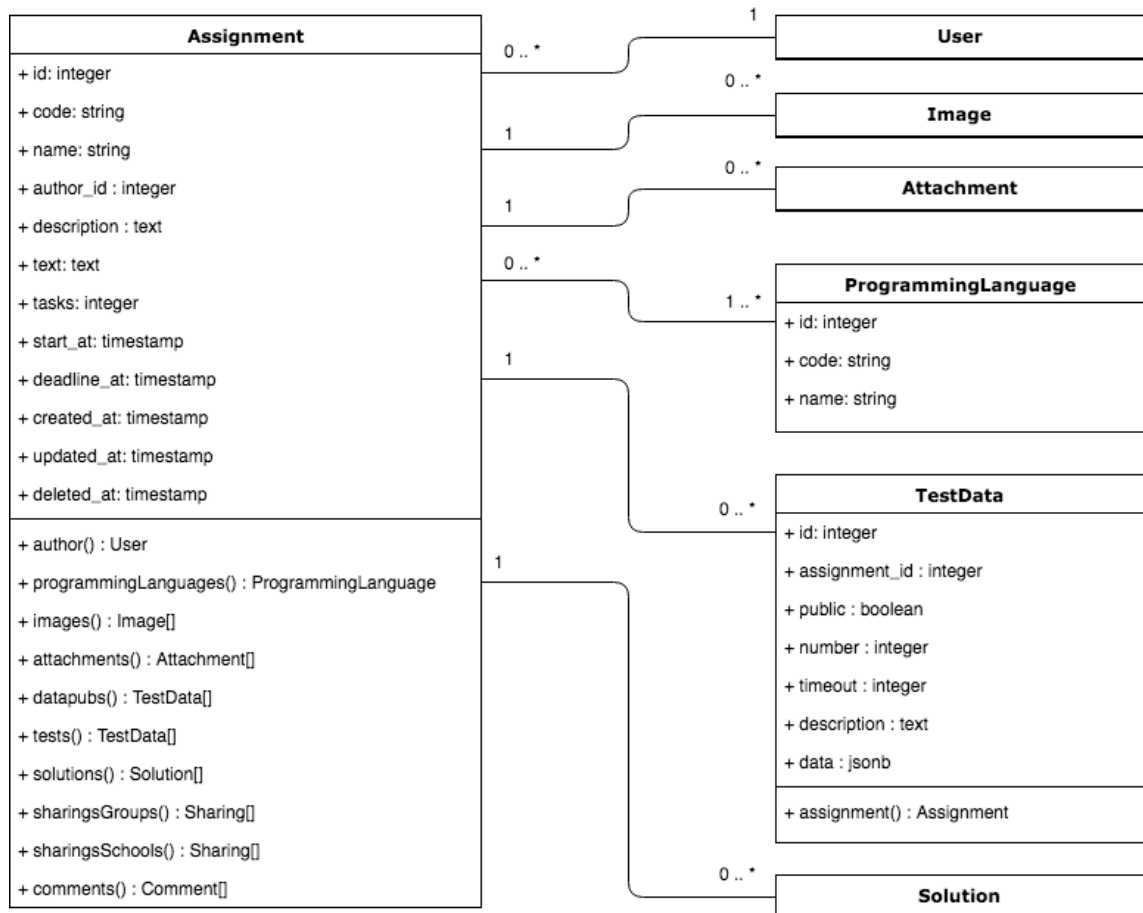 Assignment
+ id: integer
+ code: string
+ name: string
+ author_id : integer
+ description : text
+ text: text
+ tasks: integer
+ start_at: timestamp
+ deadline_at: timestamp
+ created_at: timestamp
+ updated_at: timestamp
+ deleted_at: timestamp
+ author() : User
+ programmingLanguages() : ProgrammingLanguage
+ images() : Image[]
+ attachments() : Attachment[]
+ datapubs() : TestData[]
+ tests() : TestData[]
+ solutions() : Solution[]
+ sharingsGroups() : Sharing[]
+ sharingsSchools() : Sharing[]
+ comments() : Comment[]
0 .. *
1
User
1
0 .. *
Image
1
0 .. *
Attachment
0 .. *
1 .. *
ProgrammingLanguage
+ id: integer
+ code: string
+ name: string
1
0 .. *
TestData
+ id: integer
+ assignment_id : integer
+ public : boolean
+ number : integer
+ timeout : integer
+ description : text
+ data : jsonb
+ assignment() : Assignment
1
0 .. *
Solution